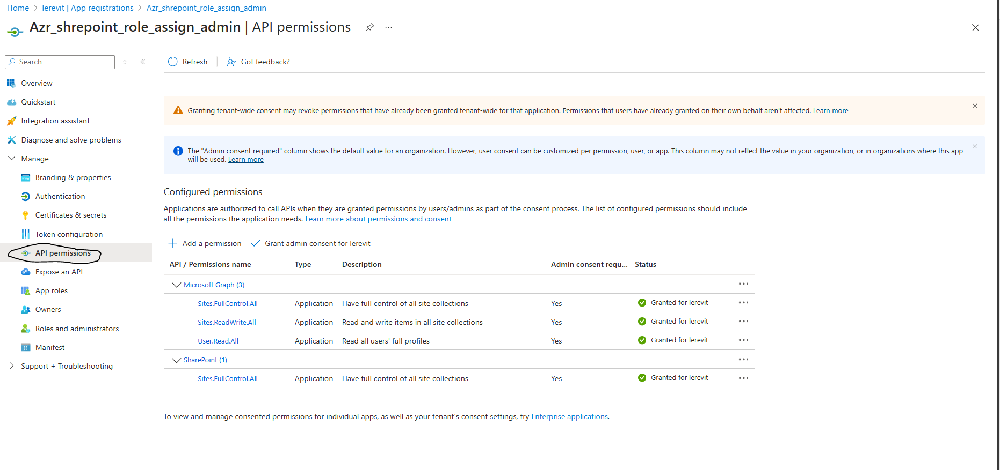 Home > lerevit | App registrations > Azr_shrepoint_role_assign_admin
Azr_shrepoint_role_assign_admin | API permissions ...
Search
Refresh
Got feedback?
Overview
Quickstart
Integration assistant
Diagnose and solve problems
Manage
Branding & properties
Authentication
Certificates & secrets
Token configuration
API permissions
Expose an API
App roles
Owners
Roles and administrators
Manifest
Support + Troubleshooting
Granting tenant-wide consent may revoke permissions that have already been granted tenant-wide for that application. Permissions that users have already granted on their own behalf aren't affected. Learn more
The "Admin consent required" column shows the default value for an organization. However, user consent can be customized per permission, user, or app. This column may not reflect the value in your organization, or in organizations where this app
will be used. Learn more
Configured permissions
Applications are authorized to call APIs when they are granted permissions by users/admins as part of the consent process. The list of configured permissions should include
all the permissions the application needs. Learn more about permissions and consent
Add a permission
Grant admin consent for lerevit
API / Permissions name Type Description Admin consent requ... Status
Microsoft Graph (3)
Sites.FullControl.All Application Have full control of all site collections Yes Granted for lerevit
Sites.ReadWrite.All Application Read and write items in all site collections Yes Granted for lerevit
User.Read.All Application Read all users' full profiles Yes Granted for lerevit
SharePoint (1)
Sites.FullControl.All Application Have full control of all site collections Yes Granted for lerevit
To view and manage consented permissions for individual apps, as well as your tenant's consent settings, try Enterprise applications.